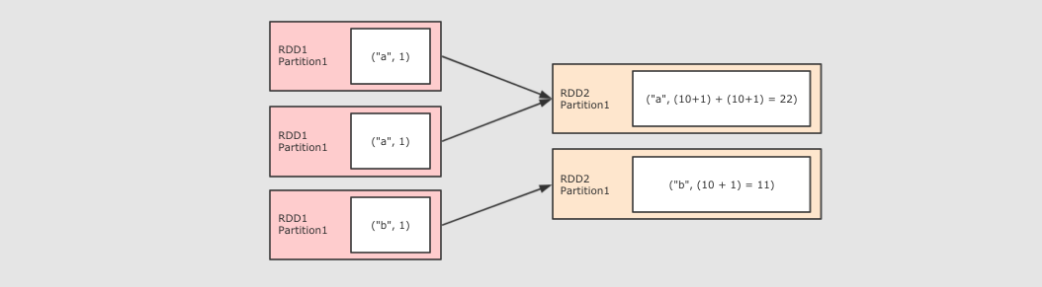 RDD1
Partition1
("a", 1)
RDD1
Partition1
("a", 1)
RDD1
Partition1
("b", 1)
RDD2
Partition1
("a", (10+1) + (10+1) = 22)
RDD2
Partition1
("b", (10 + 1) = 11)